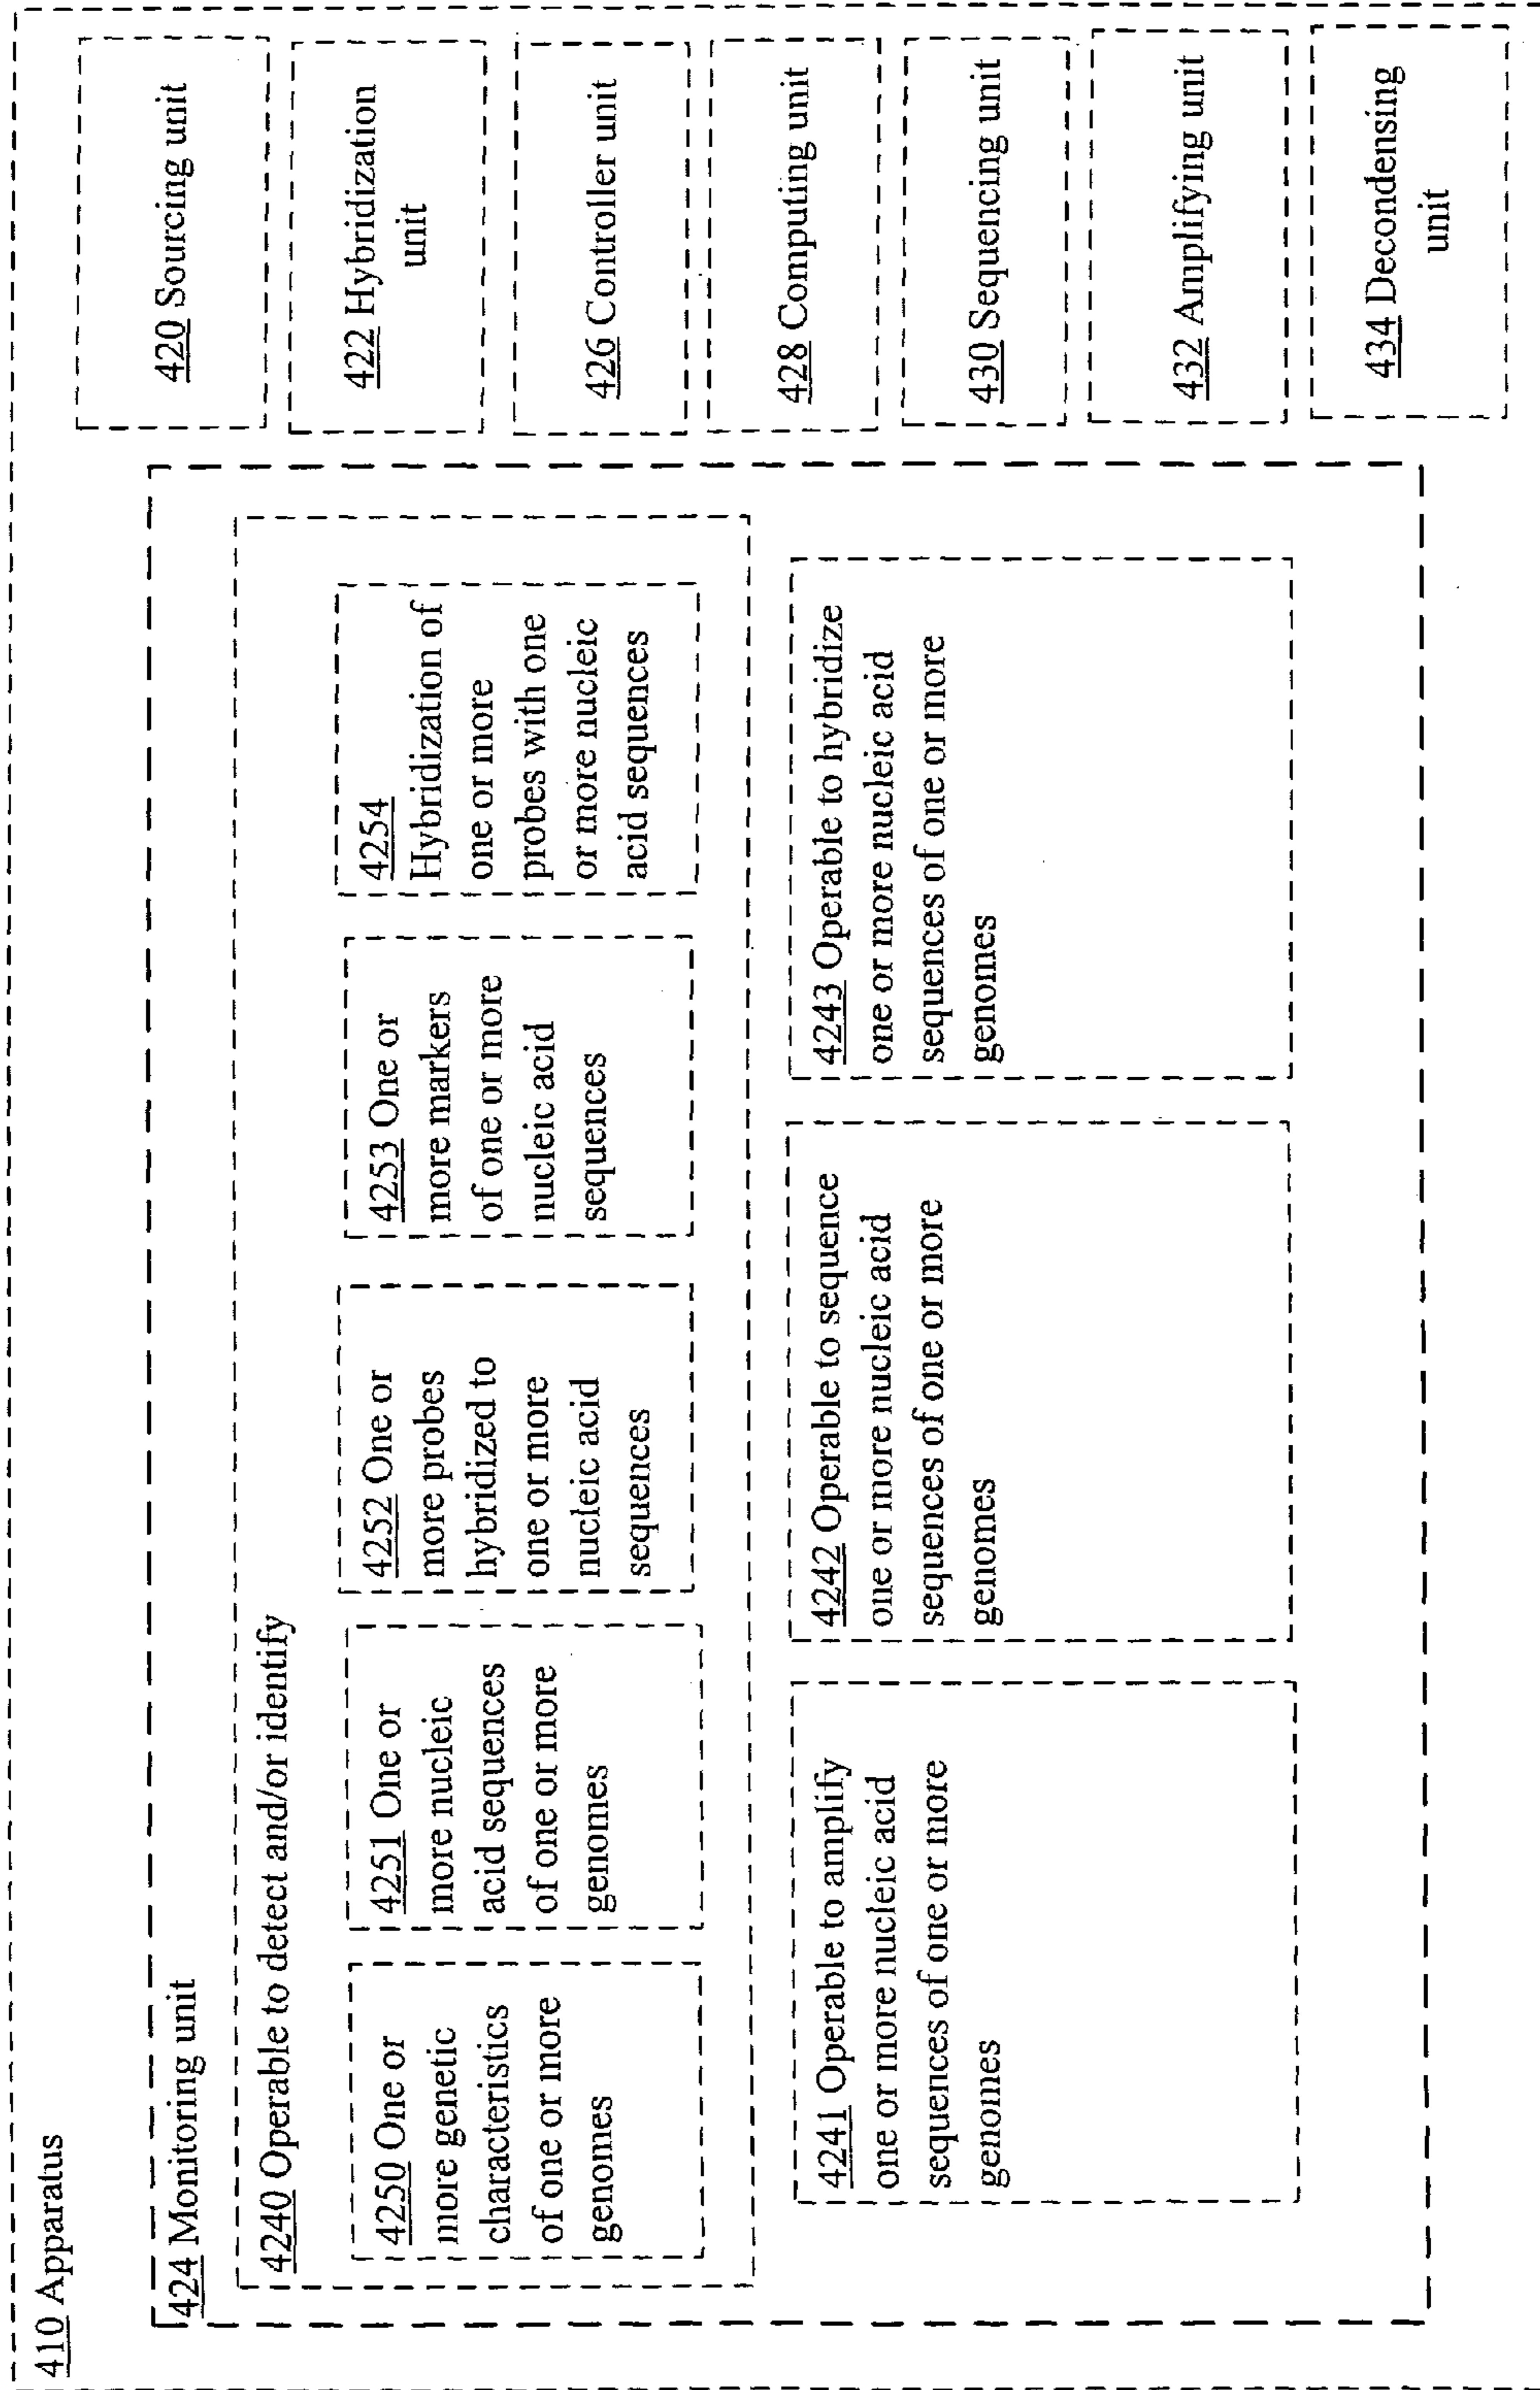 410 Apparatus
424 Monitoring unit
4240 Operable to detect and/or identify
4250 One or
more genetic
characteristics
of one or more
genomes
4251 One or
more nucleic
acid sequences
of one or more
genomes
4252 One or
more probes
hybridized to
one or more
nucleic acid
sequences
4253 One or
more markers
of one or more
nucleic acid
sequences
4254
Hybridization of
one or more
probes with one
or more nucleic
acid sequences
4241 Operable to amplify
one or more nucleic acid
sequences of one or more
genomes
4242 Operable to sequence
one or more nucleic acid
sequences of one or more
genomes
4243 Operable to hybridize
one or more nucleic acid
sequences of one or more
genomes
420 Sourcing unit
422 Hybridization
unit
426 Controller unit
428 Computing unit
430 Sequencing unit
432 Amplifying unit
434 Decondensing
unit